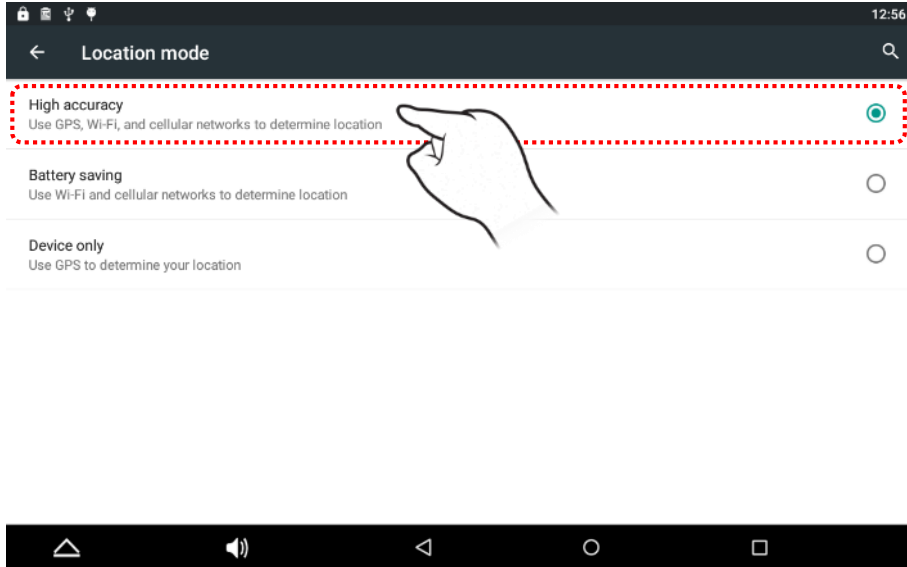 12:56
Location mode
High accuracy
Use GPS, Wi-Fi, and cellular networks to determine location
Battery saving
Use Wi-Fi and cellular networks to determine location
Device only
Use GPS to determine your location